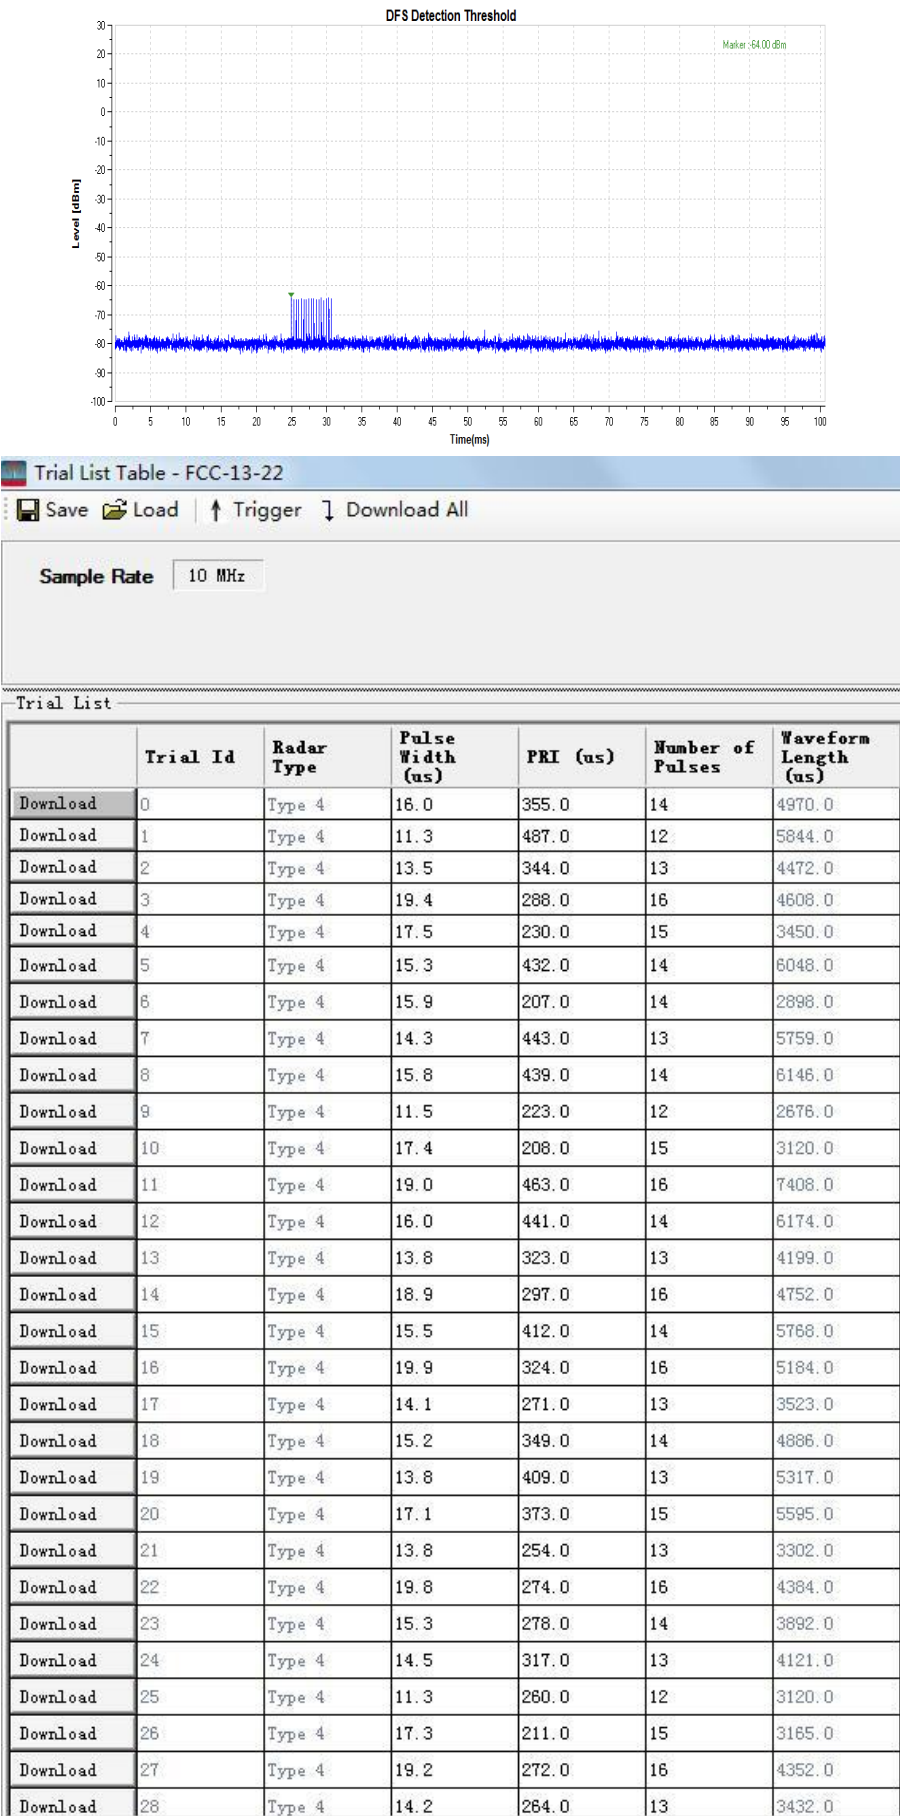 DFS Detection Threshold
Marker :-64.00 dBm
30
20
10
0
-10
-20
-30
-40
-50
-60
-70
-80
-90
-100
Level [dBm]
0 5 10 15 20 25 30 35 40 45 50 55 60 65 70 75 80 85 90 95 100
Time(ms)
Trial List Table - FCC-13-22
Save Load Trigger Download All
Sample Rate 10 MHz
Trial List
Trial Id Radar Type Pulse Width (us) PRI (us) Number of Pulses Waveform Length (us)
Download 0 Type 4 16.0 355.0 14 4970.0
Download 1 Type 4 11.3 487.0 12 5844.0
Download 2 Type 4 13.5 344.0 13 4472.0
Download 3 Type 4 19.4 288.0 16 4608.0
Download 4 Type 4 17.5 230.0 15 3450.0
Download 5 Type 4 15.3 432.0 14 6048.0
Download 6 Type 4 15.9 207.0 14 2898.0
Download 7 Type 4 14.3 443.0 13 5759.0
Download 8 Type 4 15.8 439.0 14 6146.0
Download 9 Type 4 11.5 223.0 12 2676.0
Download 10 Type 4 17.4 208.0 15 3120.0
Download 11 Type 4 19.0 463.0 16 7408.0
Download 12 Type 4 16.0 441.0 14 6174.0
Download 13 Type 4 13.8 323.0 13 4199.0
Download 14 Type 4 18.9 297.0 16 4752.0
Download 15 Type 4 15.5 412.0 14 5768.0
Download 16 Type 4 19.9 324.0 16 5184.0
Download 17 Type 4 14.1 271.0 13 3523.0
Download 18 Type 4 15.2 349.0 14 4886.0
Download 19 Type 4 13.8 409.0 13 5317.0
Download 20 Type 4 17.1 373.0 15 5595.0
Download 21 Type 4 13.8 254.0 13 3302.0
Download 22 Type 4 19.8 274.0 16 4384.0
Download 23 Type 4 15.3 278.0 14 3892.0
Download 24 Type 4 14.5 317.0 13 4121.0
Download 25 Type 4 11.3 260.0 12 3120.0
Download 26 Type 4 17.3 211.0 15 3165.0
Download 27 Type 4 19.2 272.0 16 4352.0
Download 28 Type 4 14.2 264.0 13 3432.0